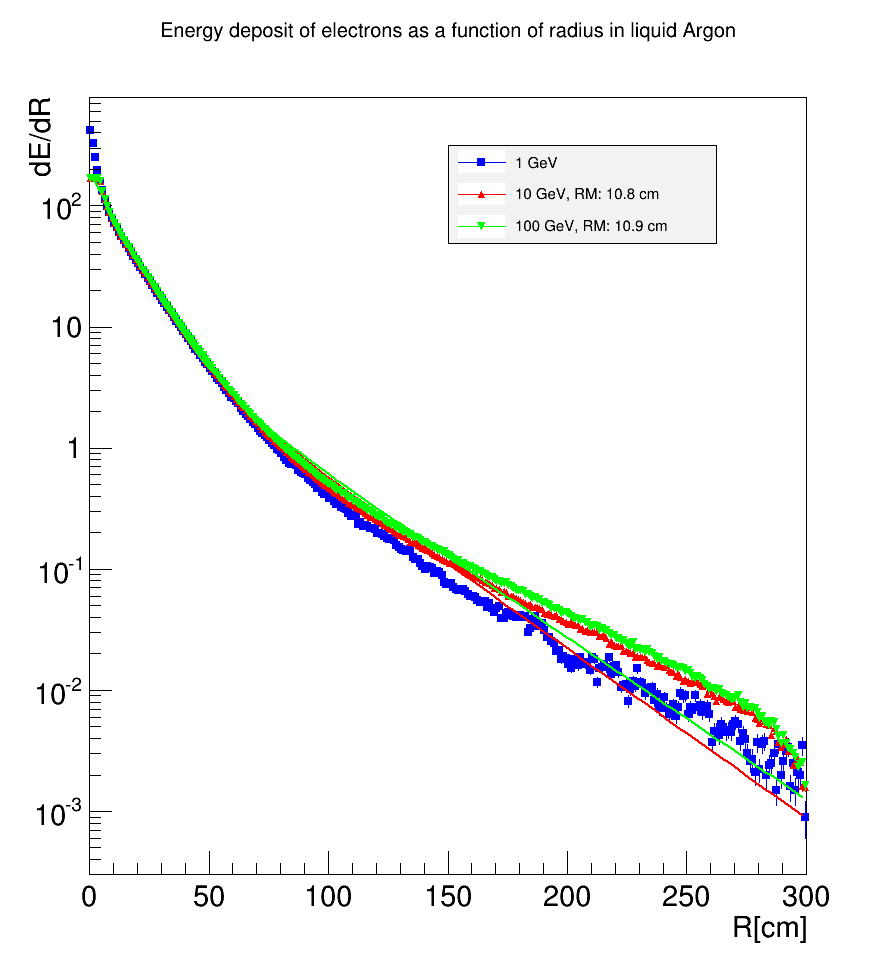 Energy deposit of electrons as a function of radius in liquid Argon
dE/dR
1 GeV
10 GeV, RM: 10.8 cm
100 GeV, RM: 10.9 cm
10²
10
1
10⁻¹
10⁻²
10⁻³
0 50 100 150 200 250 300
R[cm]